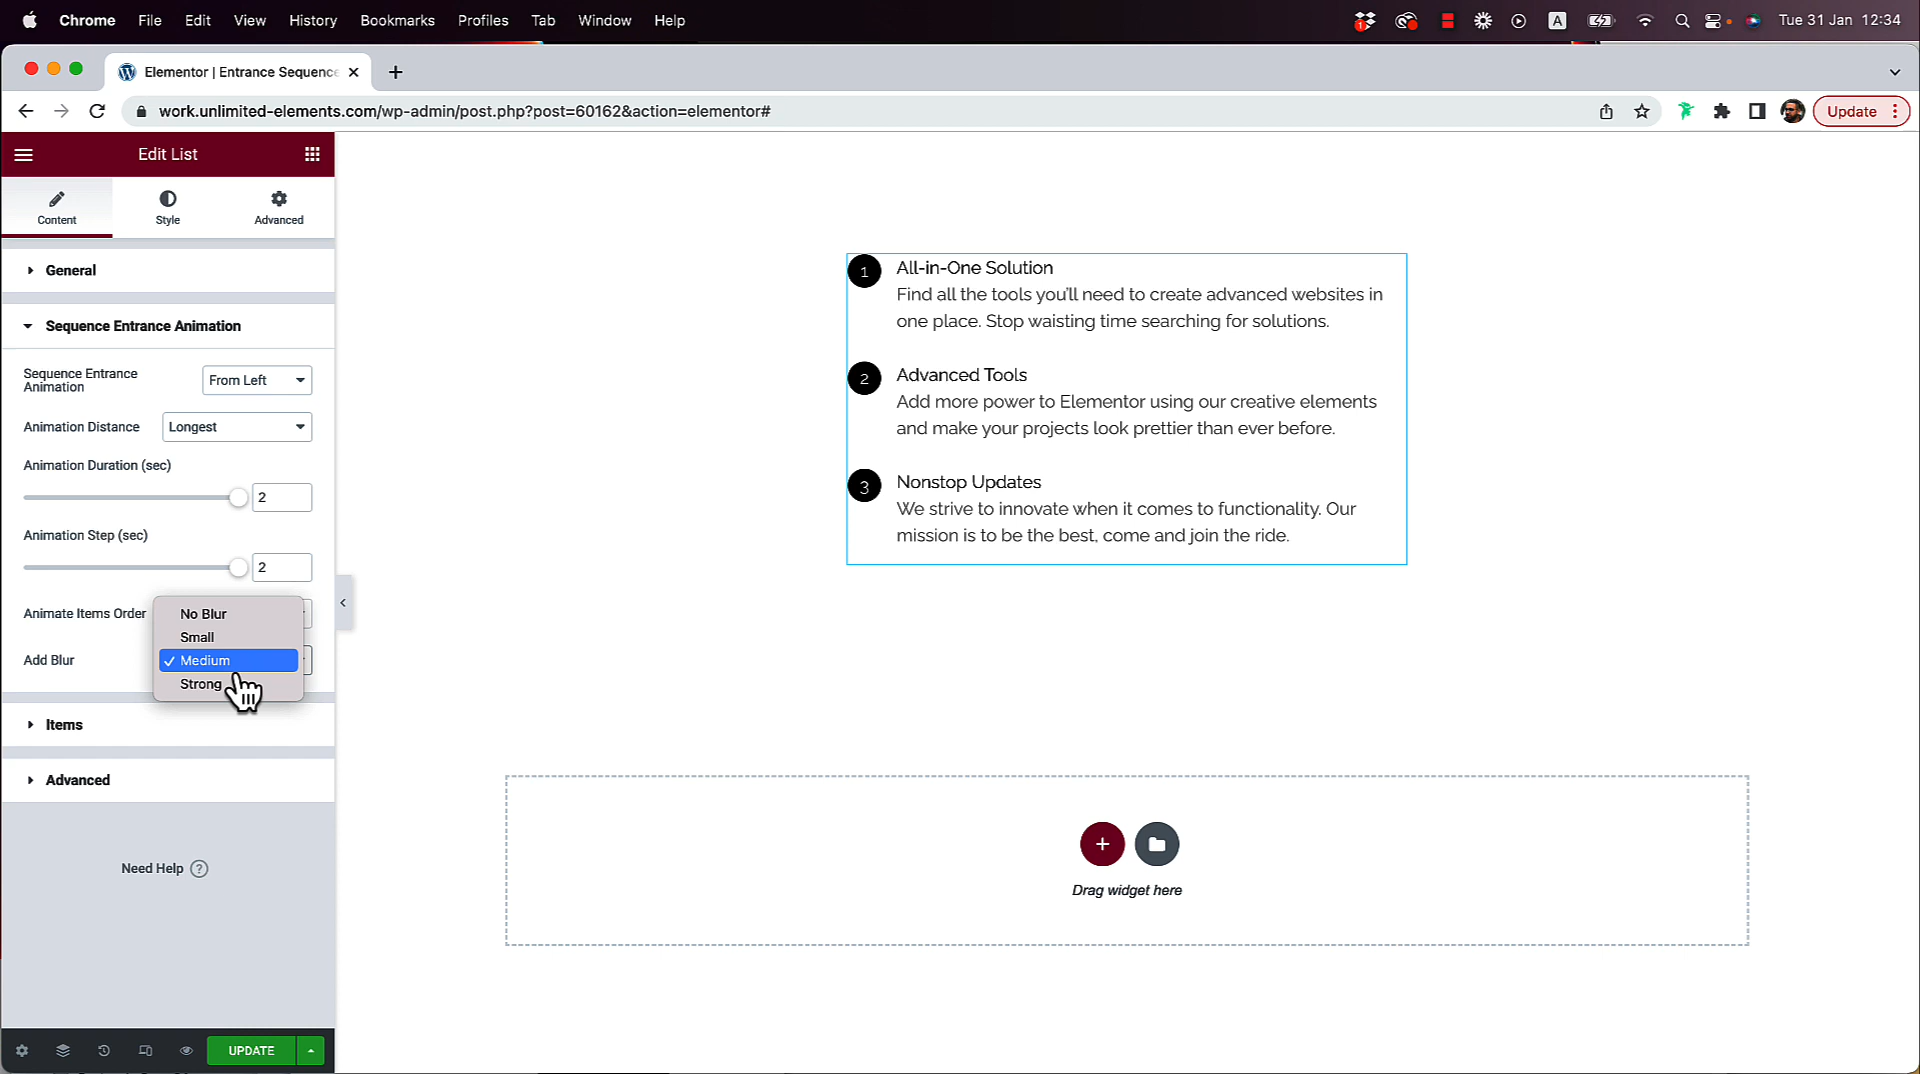 Chrome File Edit View History Bookmarks Profiles Tab Window Help
1 A Tue 31 Jan 12:34
Elementor | Entrance Sequence
work.unlimited-elements.com/wp-admin/post.php?post=60162&action=elementor#
Update
Edit List
Content Style Advanced
General
Sequence Entrance Animation
Sequence Entrance
Animation
From Left
Animation Distance Longest
Animation Duration (sec)
2
Animation Step (sec)
2
Animate Items Order
Add Blur
No Blur
Small
✓ Medium
Strong
Items
Advanced
Need Help ?
UPDATE
1 All-in-One Solution
Find all the tools you'll need to create advanced websites in
one place. Stop waisting time searching for solutions.
2 Advanced Tools
Add more power to Elementor using our creative elements
and make your projects look prettier than ever before.
3 Nonstop Updates
We strive to innovate when it comes to functionality. Our
mission is to be the best, come and join the ride.
Drag widget here